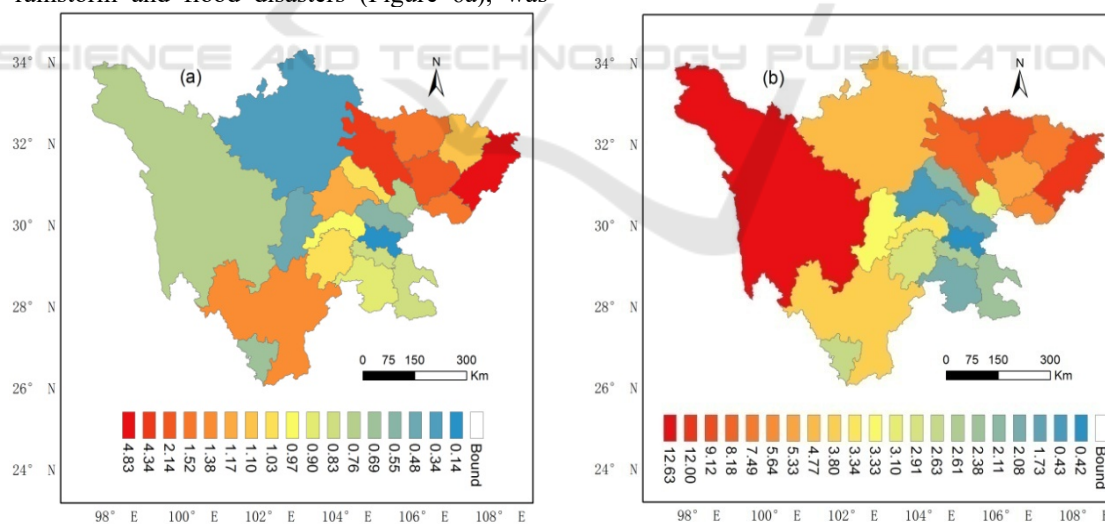 rainstorm and flood disasters (Figure 6a), was
SCIENCE AND TECHNOLOGY PUBLICATION
(a)
N
34° N
32° N
30° N
28° N
26° N
24° N
0 75 150 300
Km
4.83
4.34
2.14
1.52
1.38
1.17
1.10
1.03
0.97
0.90
0.83
0.76
0.69
0.55
0.48
0.34
0.14
Bound
98° E 100° E 102° E 104° E 106° E 108° E
(b)
N
34° N
32° N
30° N
28° N
26° N
24° N
0 75 150 300
Km
12.63
12.00
9.12
8.18
7.49
5.64
5.33
4.77
3.80
3.34
3.33
3.10
2.91
2.63
2.61
2.38
2.11
2.08
1.73
0.43
0.42
Bound
98° E 100° E 102° E 104° E 106° E 108° E